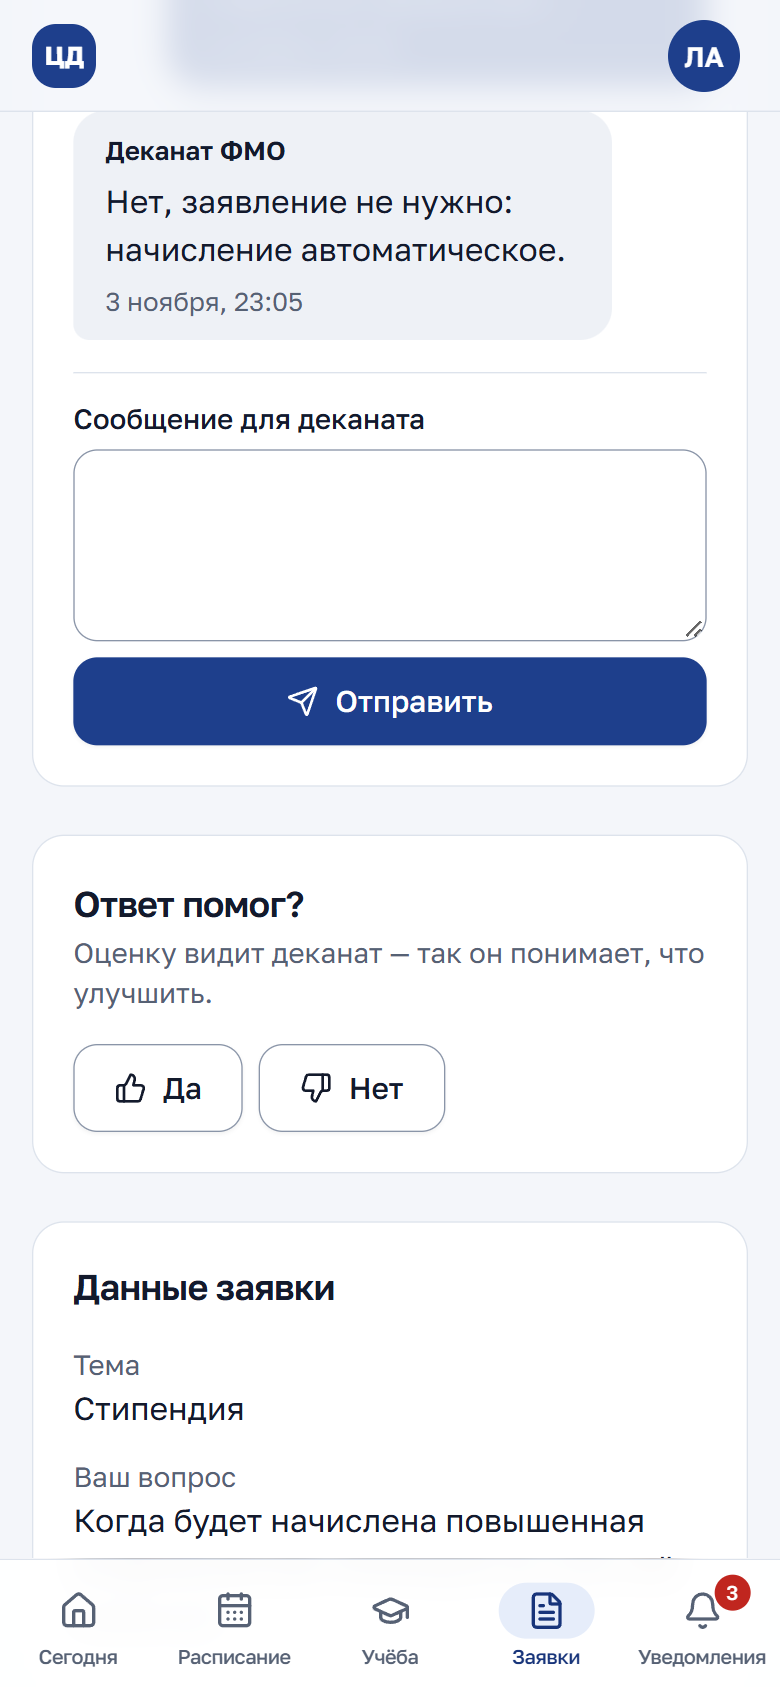 ЦД
ЛА
Деканат ФМО
Нет, заявление не нужно:
начисление автоматическое.
3 ноября, 23:05
Сообщение для деканата
Отправить
Ответ помог?
Оценку видит деканат — так он понимает, что
улучшить.
Да
Нет
Данные заявки
Тема
Стипендия
Ваш вопрос
Когда будет начислена повышенная
3
Сегодня
Расписание
Учёба
Заявки
Уведомления